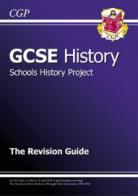 CGP
GCSE History
Schools History Project
The Revision Guide